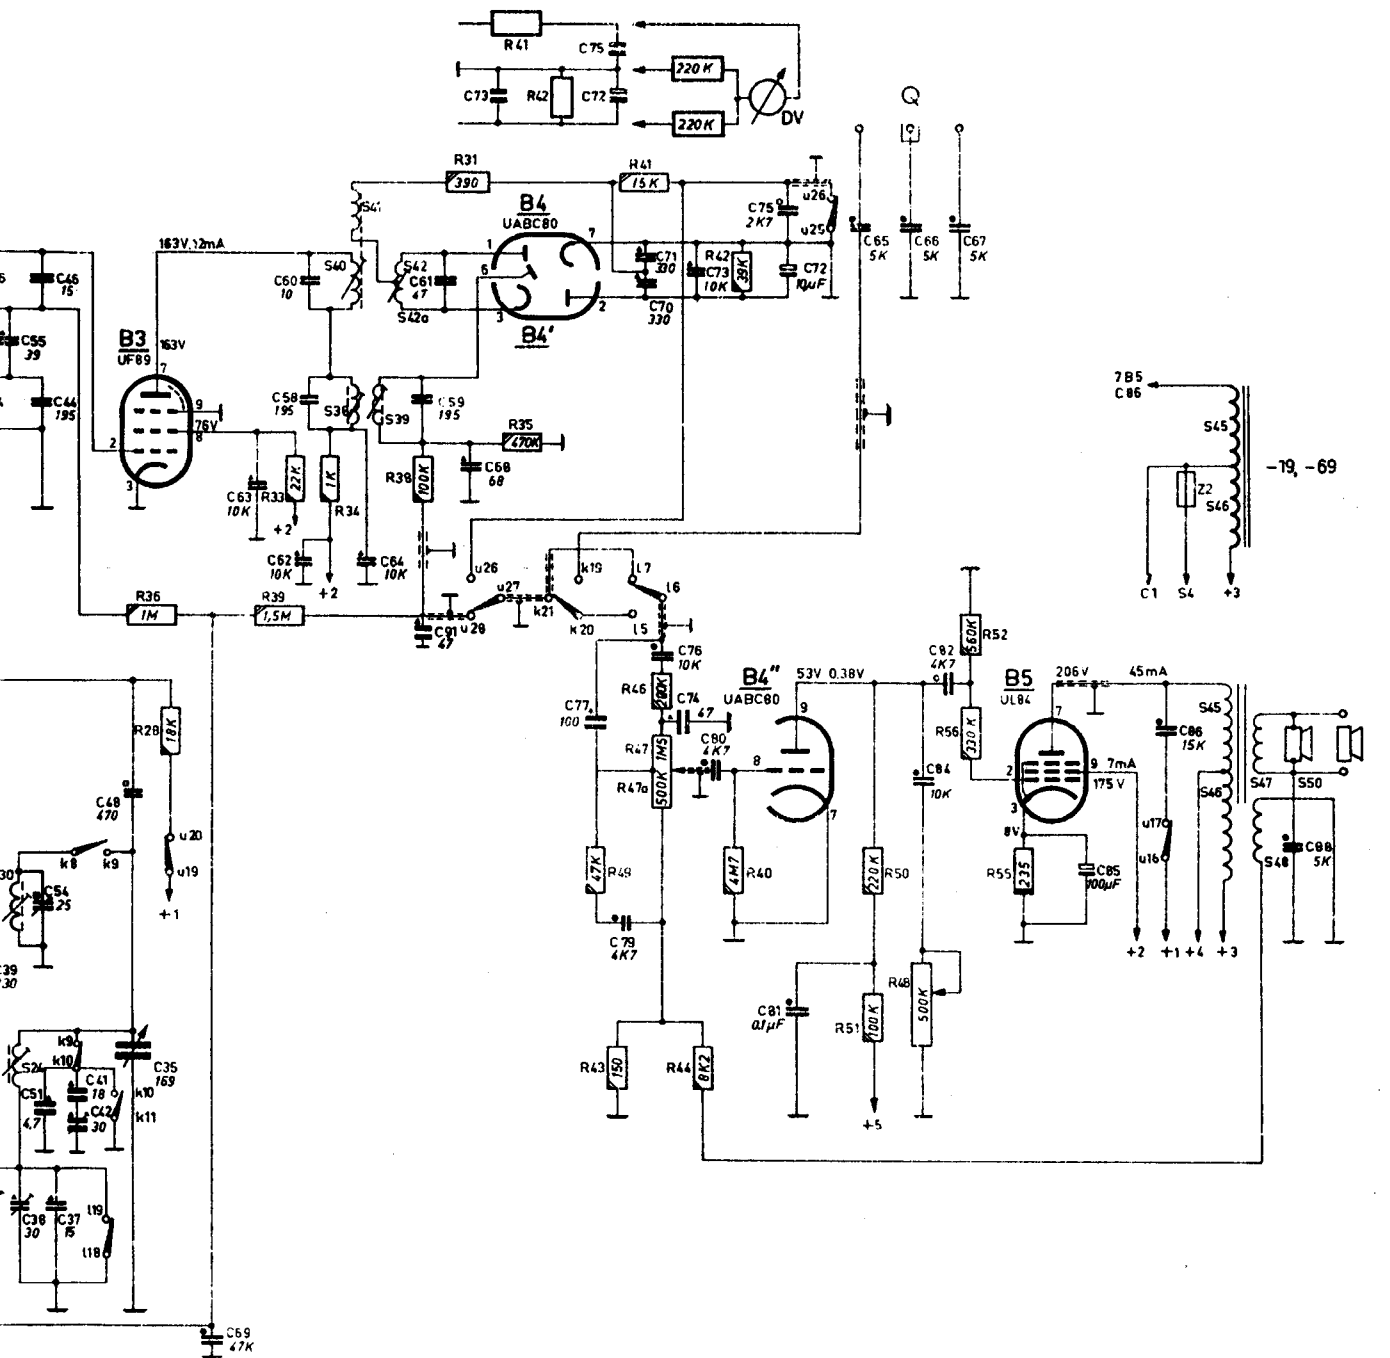 R41
C75
220K
C73
R42
C72
220K
DV
Q
R31
390
R41
15K
S41
B4
UABC80
C75
2K7
u26
u25
C65
5K
C66
5K
C67
5K
163V,12mA
C46
15
C60
10
S40
S42
C61
47
S42a
1
6
3
7
2
B4'
C71
330
C70
330
C73
10K
R42
39K
C72
10µF
C55
39
B3
UF89
163V
7
9
76V
8
2
3
C44
195
C58
195
S38
S39
C59
195
R35
470K
C68
68
7B5
C86
S45
S46
Z2
-79, -69
C1
S4
+3
C63
10K
R33
22K
+2
1K
R34
R38
100K
C62
10K
+2
C64
10K
u26
k19
l7
u27
k21
l6
u28
k20
l5
R36
1M
R39
1,5M
C91
47
C76
10K
R46
C77
100
C74
47
R47
1M5
R47a
500K
C80
4K7
B4"
UABC80
53V 0.38V
9
8
7
C82
4K7
560K
R52
R56
330K
B5
UL84
206V
45mA
7
2
9
7mA
175V
3
8V
C86
15K
S45
S46
S47
S50
S48
C88
5K
u17
u16
R28
18K
C48
470
u20
u19
+1
k8
k9
30
C54
25
C39
130
47K
R49
C79
4K7
4M7
R40
220K
R50
C84
10K
R55
235
C85
100µF
+2
+1
+4
+3
C81
0.1µF
R51
100K
+5
R48
500K
R43
150
R44
8K2
S24
k9
k10
C35
169
C51
4,7
C41
18
C42
30
k10
k11
C38
30
C37
15
l19
l18
C69
47K